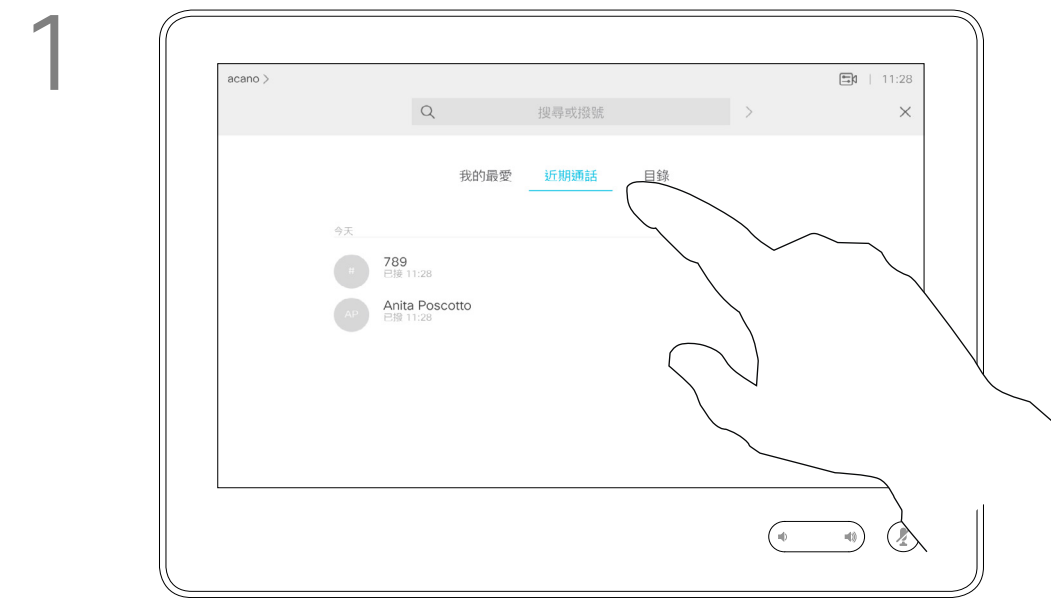 1
acano >
11:28
搜尋或撥號
我的最愛 近期通話 目錄
今天
#
789
已接 11:28
AP
Anita Poscotto
已撥 11:28